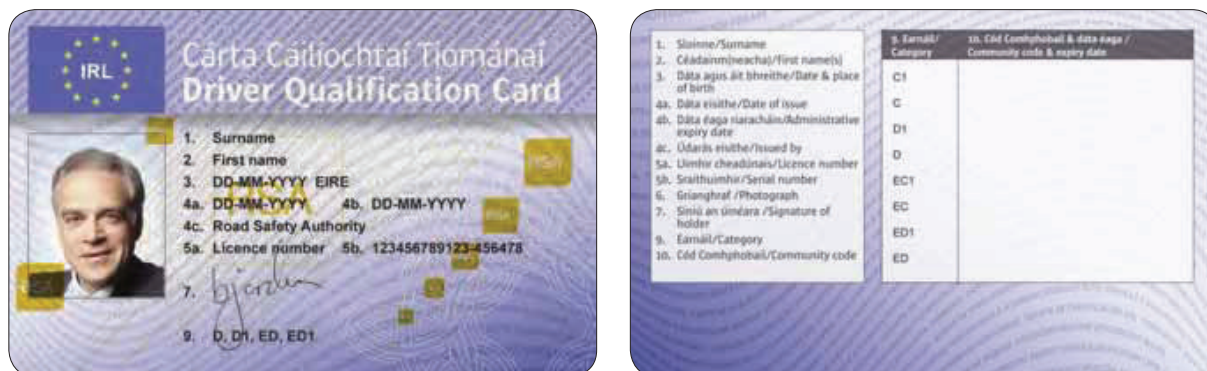 IRL
Cárta Cáilíochtaí Tiománaí
Driver Qualification Card
1. Surname
2. First name
3. DD-MM-YYYY EIRE
4a. DD-MM-YYYY 4b. DD-MM-YYYY
4c. Road Safety Authority
5a. Licence number 5b. 123456789123-456478
7.
9. D, D1, ED, ED1
RSA
1. Sloinne/Surname
2. Céadainm(neacha)/First name(s)
3. Dáta agus áit bhreithe/Date & place
of birth
4a. Dáta eisithe/Date of issue
4b. Dáta éaga riaracháin/Administrative
expiry date
4c. Údarás eisithe/Issued by
5a. Uimhir cheadúnais/Licence number
5b. Sraithuimhir/Serial number
6. Grianghraf /Photograph
7. Síniú an úinéara /Signature of
holder
9. Earnáil/Category
10. Cód Comhphobail/Community code
9. Earnáil/
Category
10. Cód Comhphobail & dáta éaga /
Community code & expiry date
C1
C
D1
D
EC1
EC
ED1
ED